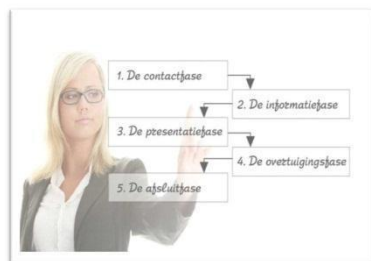 1. De contactfase
2. De informatiefase
3. De presentatiefase
4. De overtuigingsfase
5. De afsluitfase